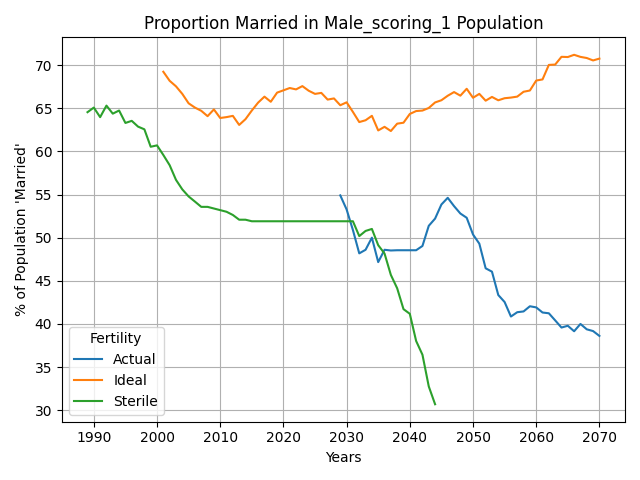 Proportion Married in Male_scoring_1 Population
% of Population 'Married'
70
65
60
55
50
45
40
35
30
Fertility
Actual
Ideal
Sterile
1990 2000 2010 2020 2030 2040 2050 2060 2070
Years